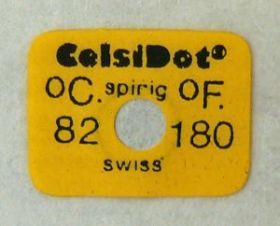 CelsiDot®
OC. spirig OF.
82 180
swiss